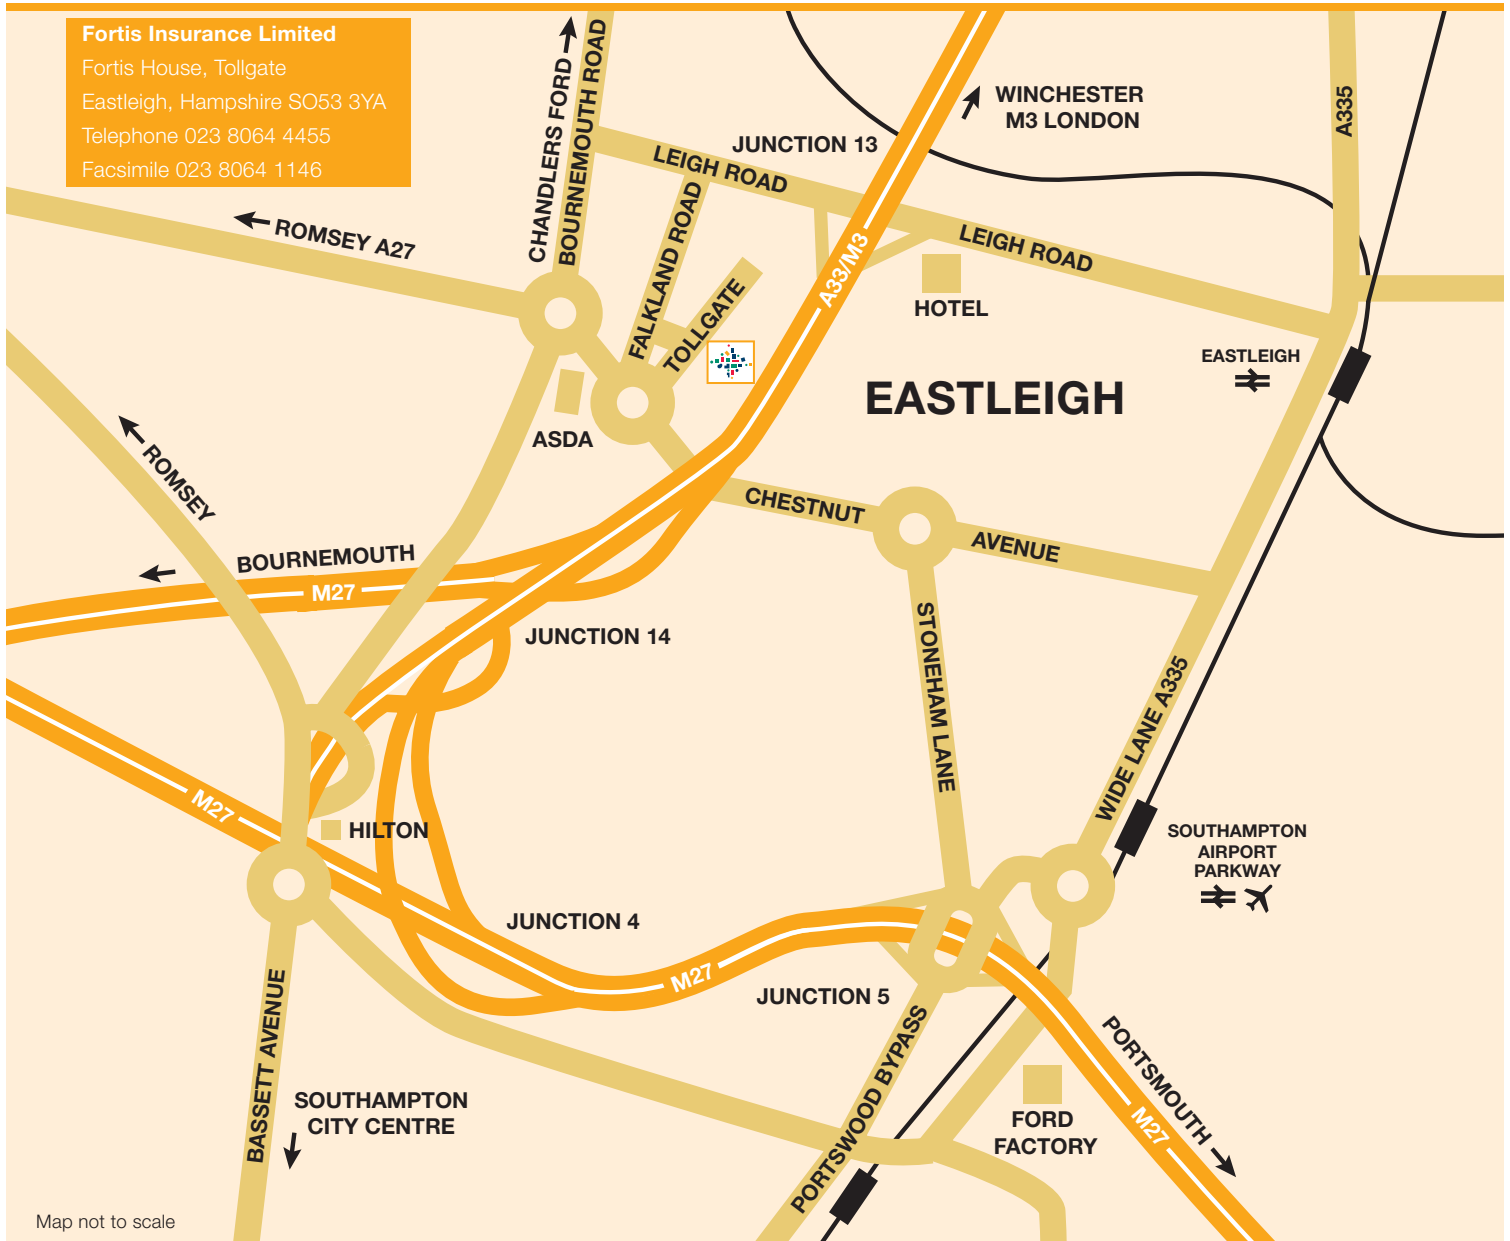 Fortis Insurance Limited
Fortis House, Tollgate
Eastleigh, Hampshire SO53 3YA
Telephone 023 8064 4455
Facsimile 023 8064 1146
CHANDLERS FORD
BOURNEMOUTH ROAD
WINCHESTER
M3 LONDON
A335
JUNCTION 13
LEIGH ROAD
FALKLAND ROAD
ROMSEY A27
LEIGH ROAD
A33/M3
TOLLGATE
HOTEL
EASTLEIGH
EASTLEIGH
ASDA
ROMSEY
CHESTNUT
AVENUE
BOURNEMOUTH
M27
JUNCTION 14
STONEHAM LANE
WIDE LANE A335
M27
HILTON
SOUTHAMPTON
AIRPORT
PARKWAY
JUNCTION 4
M27
JUNCTION 5
BASSETT AVENUE
PORTSWOOD BYPASS
PORTSMOUTH
M27
SOUTHAMPTON
CITY CENTRE
FORD
FACTORY
Map not to scale